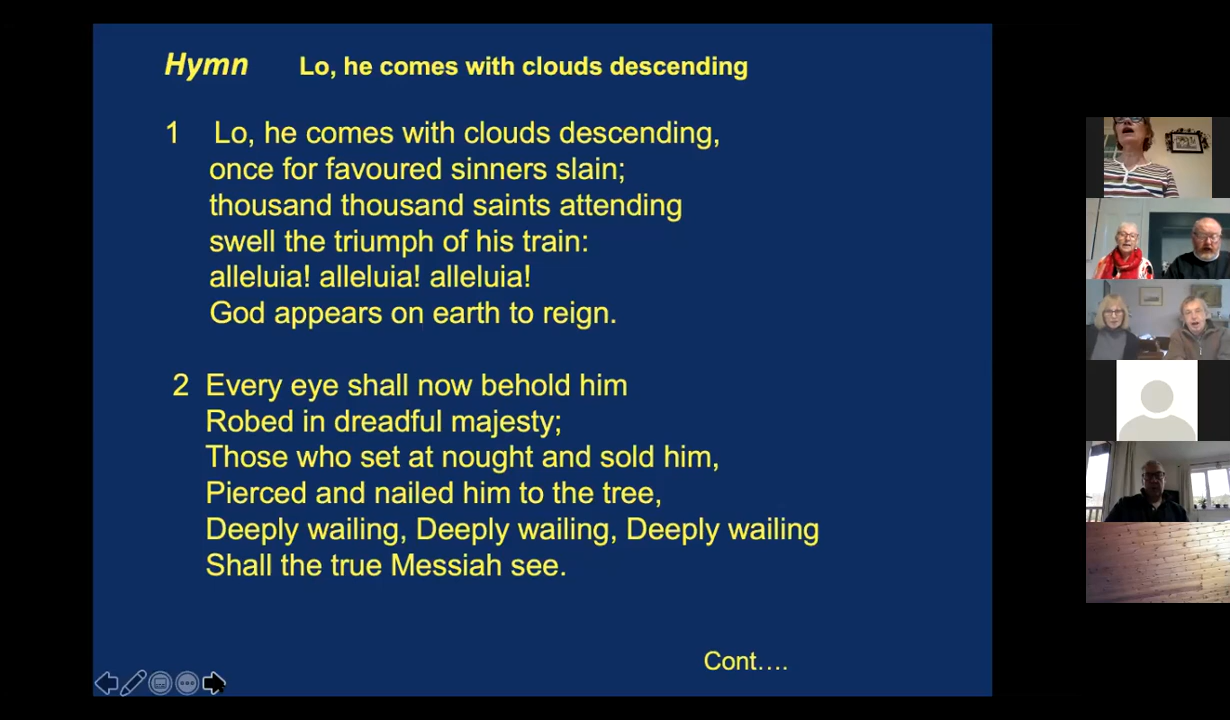 Hymn Lo, he comes with clouds descending
1 Lo, he comes with clouds descending,
once for favoured sinners slain;
thousand thousand saints attending
swell the triumph of his train:
alleluia! alleluia! alleluia!
God appears on earth to reign.
2 Every eye shall now behold him
Robed in dreadful majesty;
Those who set at nought and sold him,
Pierced and nailed him to the tree,
Deeply wailing, Deeply wailing, Deeply wailing
Shall the true Messiah see.
Cont....